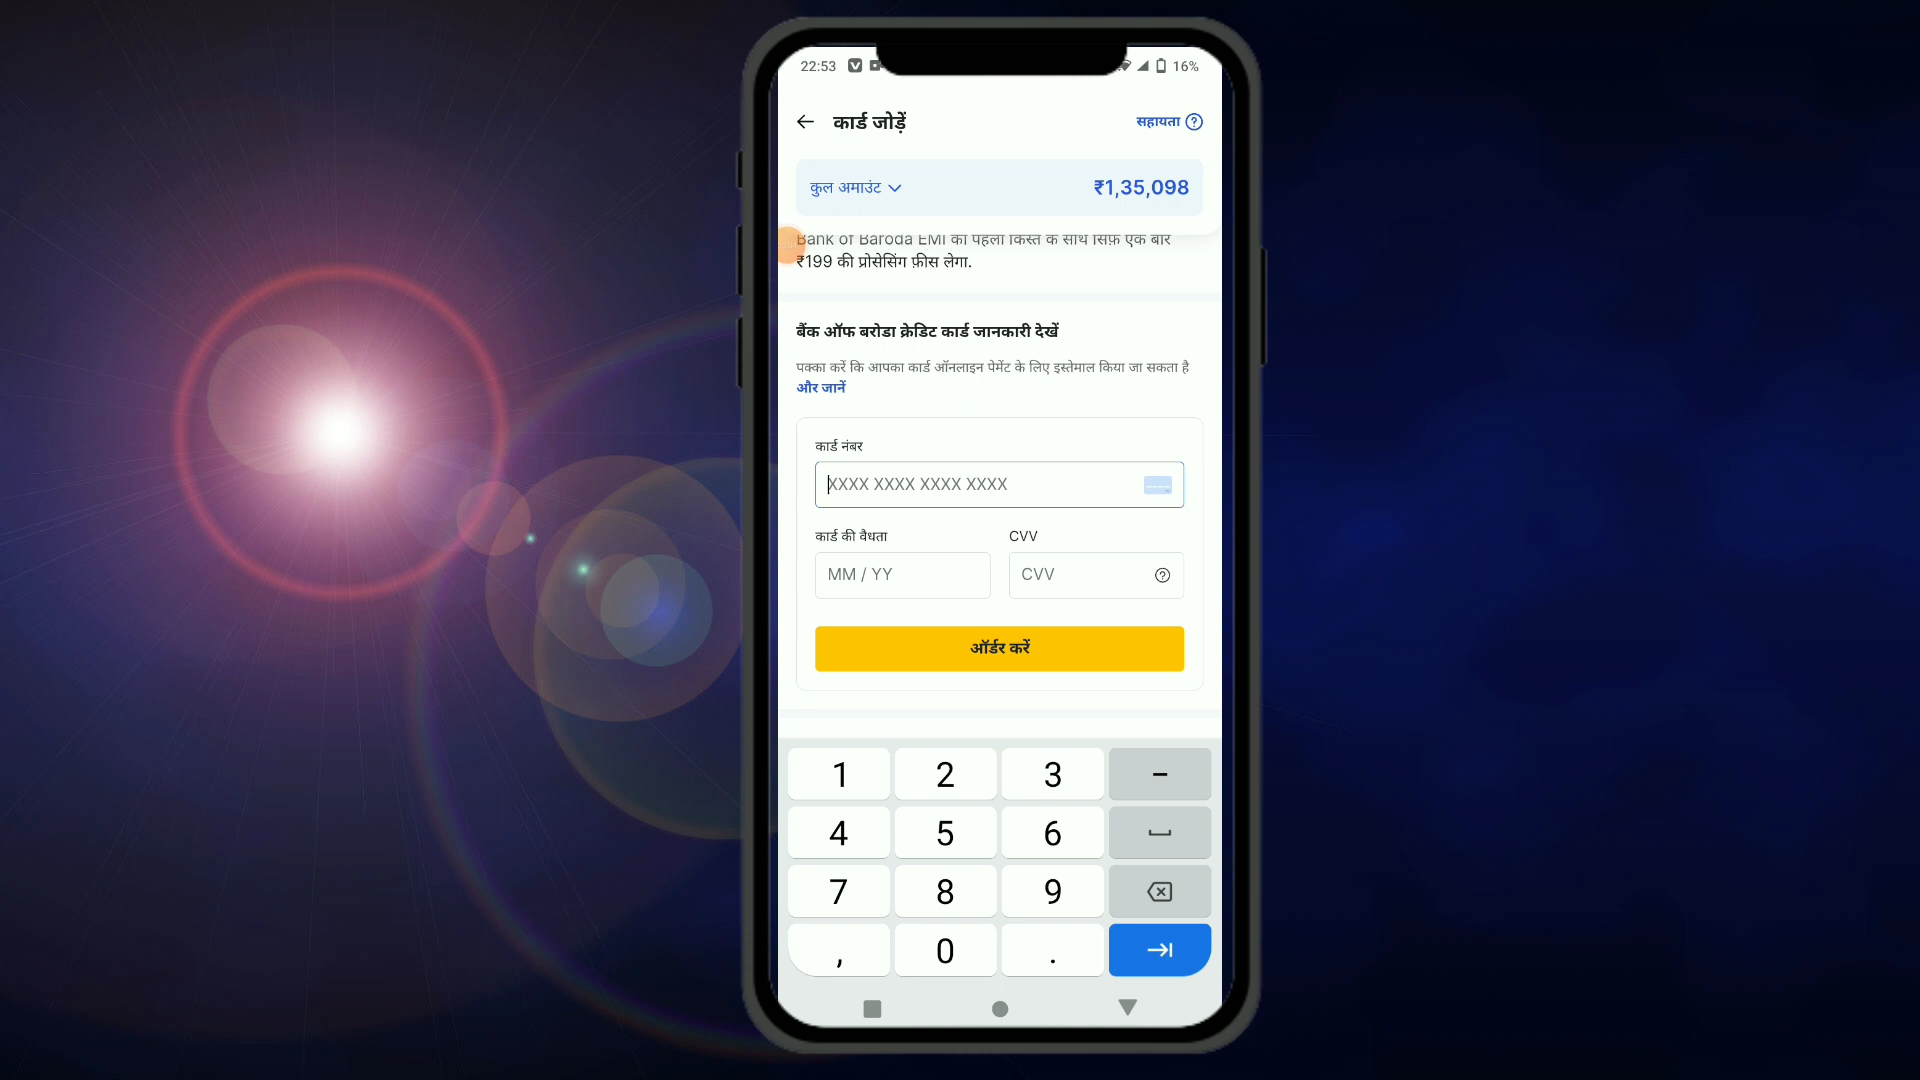 22:53
16%
कार्ड जोड़ें
सहायता
कुल अमाउंट
₹1,35,098
Bank of Baroda EMI की पहली किस्त के साथ सिर्फ़ एक बार
₹199 की प्रोसेसिंग फ़ीस लेगा.
बैंक ऑफ बरोडा क्रेडिट कार्ड जानकारी देखें
पक्का करें कि आपका कार्ड ऑनलाइन पेमेंट के लिए इस्तेमाल किया जा सकता है
और जानें
कार्ड नंबर
XXXX XXXX XXXX XXXX
कार्ड की वैधता
CVV
MM / YY
CVV
ऑर्डर करें
1 2 3 –
4 5 6
7 8 9
, 0 .